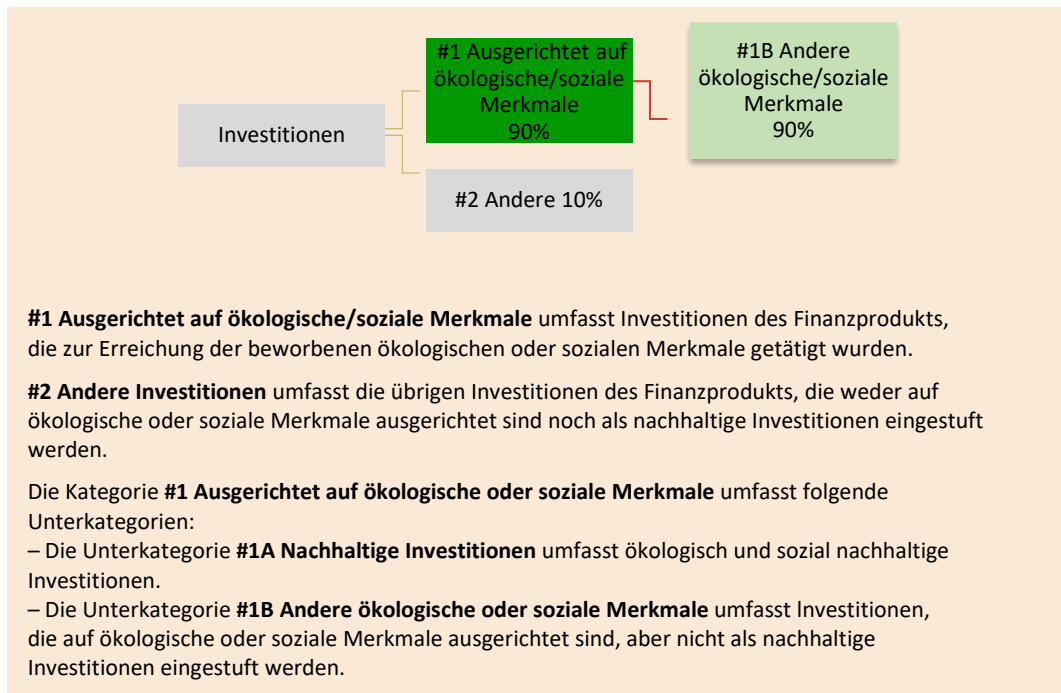 #1 Ausgerichtet auf
ökologische/soziale
Merkmale
90%
#1B Andere
ökologische/soziale
Merkmale
90%
Investitionen
#2 Andere 10%
#1 Ausgerichtet auf ökologische/soziale Merkmale umfasst Investitionen des Finanzprodukts,
die zur Erreichung der beworbenen ökologischen oder sozialen Merkmale getätigt wurden.
#2 Andere Investitionen umfasst die übrigen Investitionen des Finanzprodukts, die weder auf
ökologische oder soziale Merkmale ausgerichtet sind noch als nachhaltige Investitionen eingestuft
werden.
Die Kategorie #1 Ausgerichtet auf ökologische oder soziale Merkmale umfasst folgende
Unterkategorien:
– Die Unterkategorie #1A Nachhaltige Investitionen umfasst ökologisch und sozial nachhaltige
Investitionen.
– Die Unterkategorie #1B Andere ökologische oder soziale Merkmale umfasst Investitionen,
die auf ökologische oder soziale Merkmale ausgerichtet sind, aber nicht als nachhaltige
Investitionen eingestuft werden.